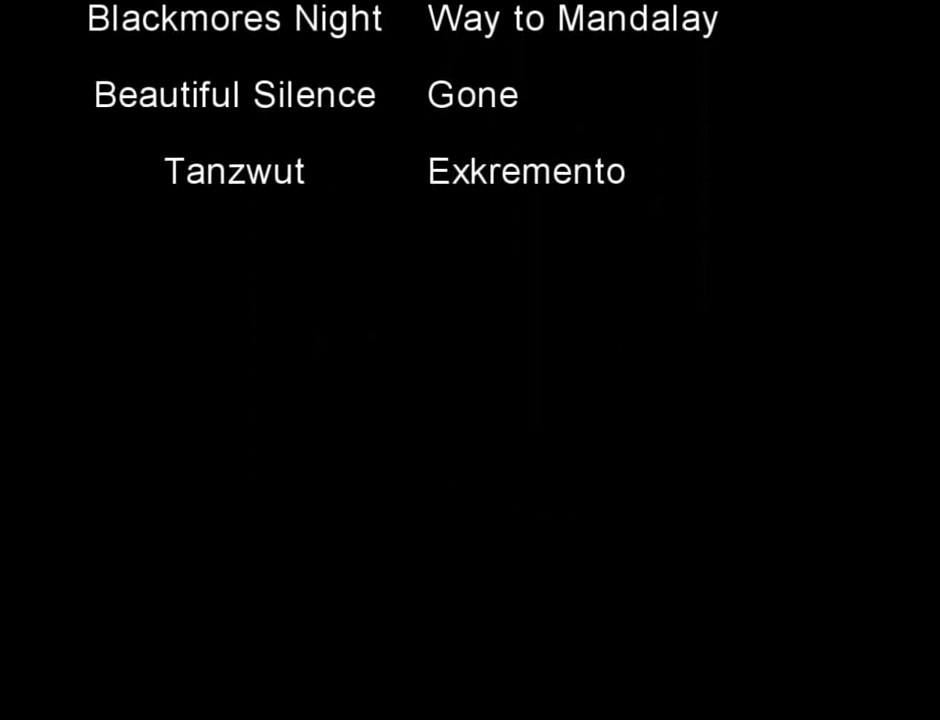 Blackmores Night Way to Mandalay
Beautiful Silence Gone
Tanzwut Exkremento